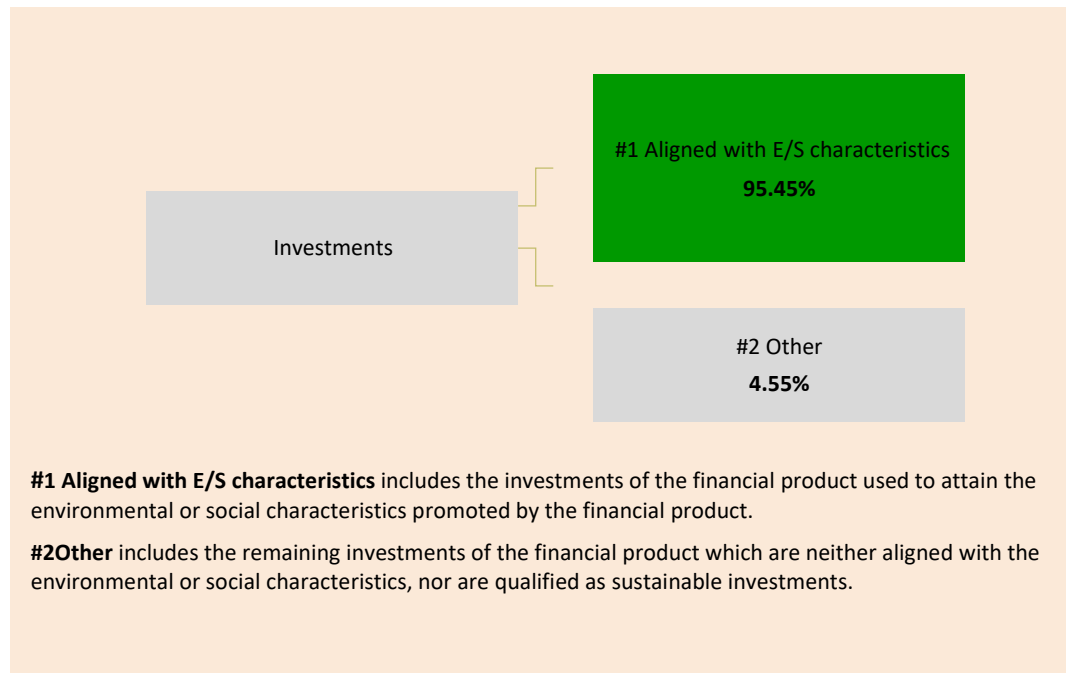 #1 Aligned with E/S characteristics
95.45%
Investments
#2 Other
4.55%
#1 Aligned with E/S characteristics includes the investments of the financial product used to attain the
environmental or social characteristics promoted by the financial product.
#2Other includes the remaining investments of the financial product which are neither aligned with the
environmental or social characteristics, nor are qualified as sustainable investments.